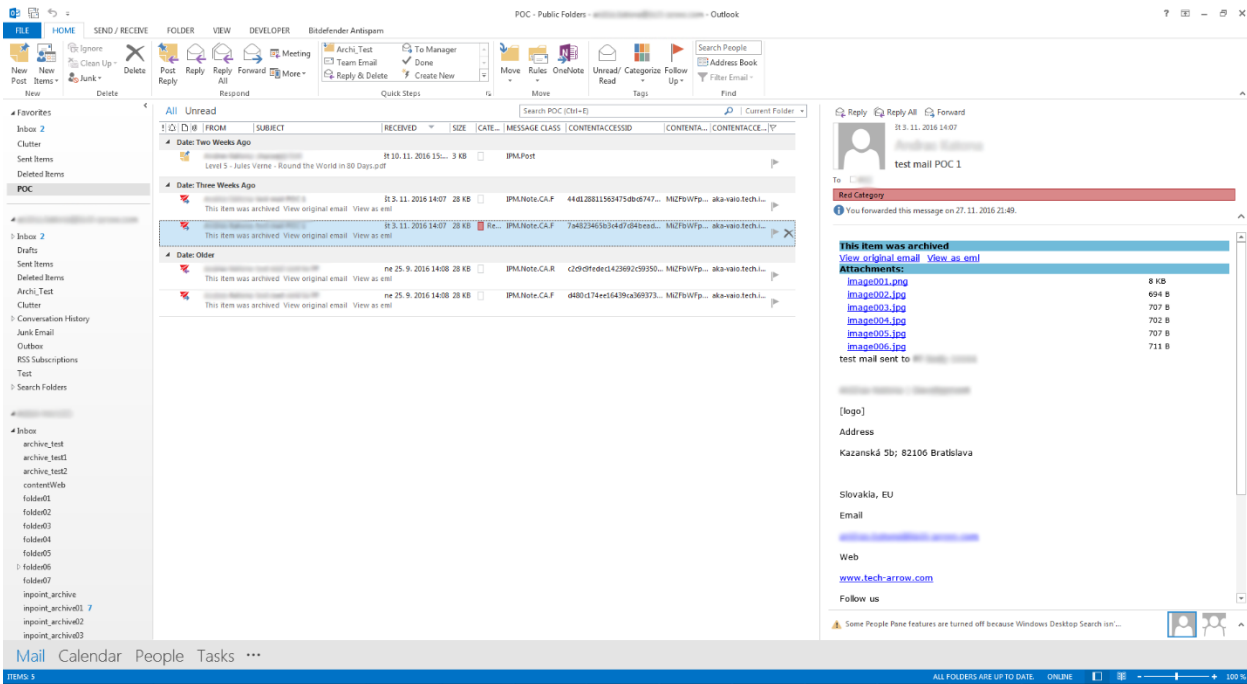 POC - Public Folders - - Outlook
FILE HOME SEND / RECEIVE FOLDER VIEW DEVELOPER Bitdefender Antispam
New Post
New Items
New
Ignore
Clean Up
Junk
Delete
Delete
Post Reply
Reply
Reply All
Forward
Meeting
More
Respond
Archi_Test
Team Email
Reply & Delete
To Manager
Done
Create New
Quick Steps
Move
Rules
OneNote
Move
Unread/ Read
Categorize
Follow Up
Tags
Search People
Address Book
Filter Email
Find
Favorites
Inbox 2
Clutter
Sent Items
Deleted Items
POC
Inbox 2
Drafts
Sent Items
Deleted Items
Archi_Test
Clutter
Conversation History
Junk Email
Outbox
RSS Subscriptions
Test
Search Folders
Inbox
archive_test
archive_test1
archive_test2
contentWeb
folder01
folder02
folder03
folder04
folder05
folder06
folder07
inpoint_archive
inpoint_archive01 7
inpoint_archive02
inpoint_archive03
All Unread
Search POC (Ctrl+E) Current Folder
FROM SUBJECT RECEIVED SIZE CATE... MESSAGE CLASS CONTENTACCESSID CONTENTA... CONTENTACCE...
Date: Two Weeks Ago
št 10. 11. 2016 15:... 3 KB IPM.Post
Level 5 - Jules Verne - Round the World in 80 Days.pdf
Date: Three Weeks Ago
št 3. 11. 2016 14:07 28 KB IPM.Note.CA.F 44d128811563475dbc6747... MiZFbWFp... aka-vaio.tech.i...
This item was archived View original email View as eml
št 3. 11. 2016 14:07 28 KB Re... IPM.Note.CA.F 7a4823465b3c4d7d84bead... MiZFbWFp... aka-vaio.tech.i...
This item was archived View original email View as eml
Date: Older
ne 25. 9. 2016 14:08 28 KB IPM.Note.CA.R c2c9c9fedec1423692c59350... MiZFbWFp... aka-vaio.tech.i...
This item was archived View original email View as eml
ne 25. 9. 2016 14:08 28 KB IPM.Note.CA.F d480c174ee16439ca369373... MiZFbWFp... aka-vaio.tech.i...
This item was archived View original email View as eml
Reply Reply All Forward
št 3. 11. 2016 14:07
test mail POC 1
To
Red Category
You forwarded this message on 27. 11. 2016 21:49.
This item was archived
View original email View as eml
Attachments:
image001.png 8 KB
image002.jpg 694 B
image003.jpg 707 B
image004.jpg 702 B
image005.jpg 707 B
image006.jpg 711 B
test mail sent to
[logo]
Address
Kazanská 5b; 82106 Bratislava
Slovakia, EU
Email
Web
www.tech-arrow.com
Follow us
Some People Pane features are turned off because Windows Desktop Search isn'...
Mail Calendar People Tasks ...
ITEMS: 5 ALL FOLDERS ARE UP TO DATE. ONLINE 100 %